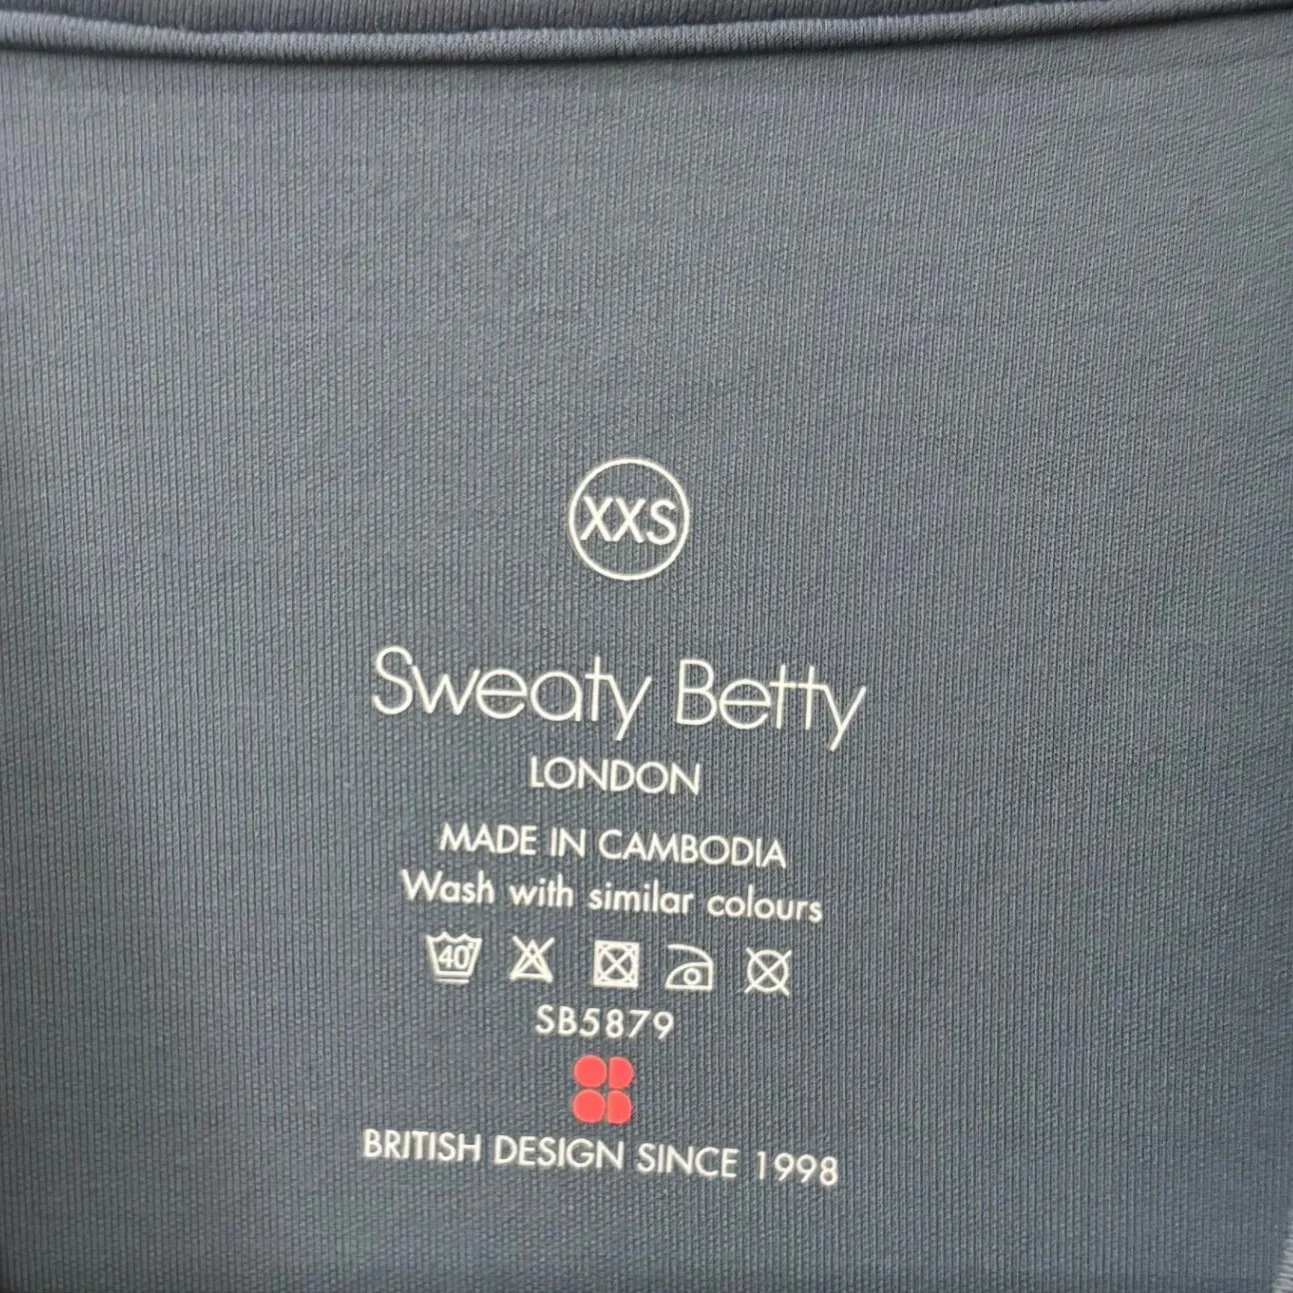 XXS
Sweaty Betty
LONDON
MADE IN CAMBODIA
Wash with similar colours
40°
SB5879
BRITISH DESIGN SINCE 1998